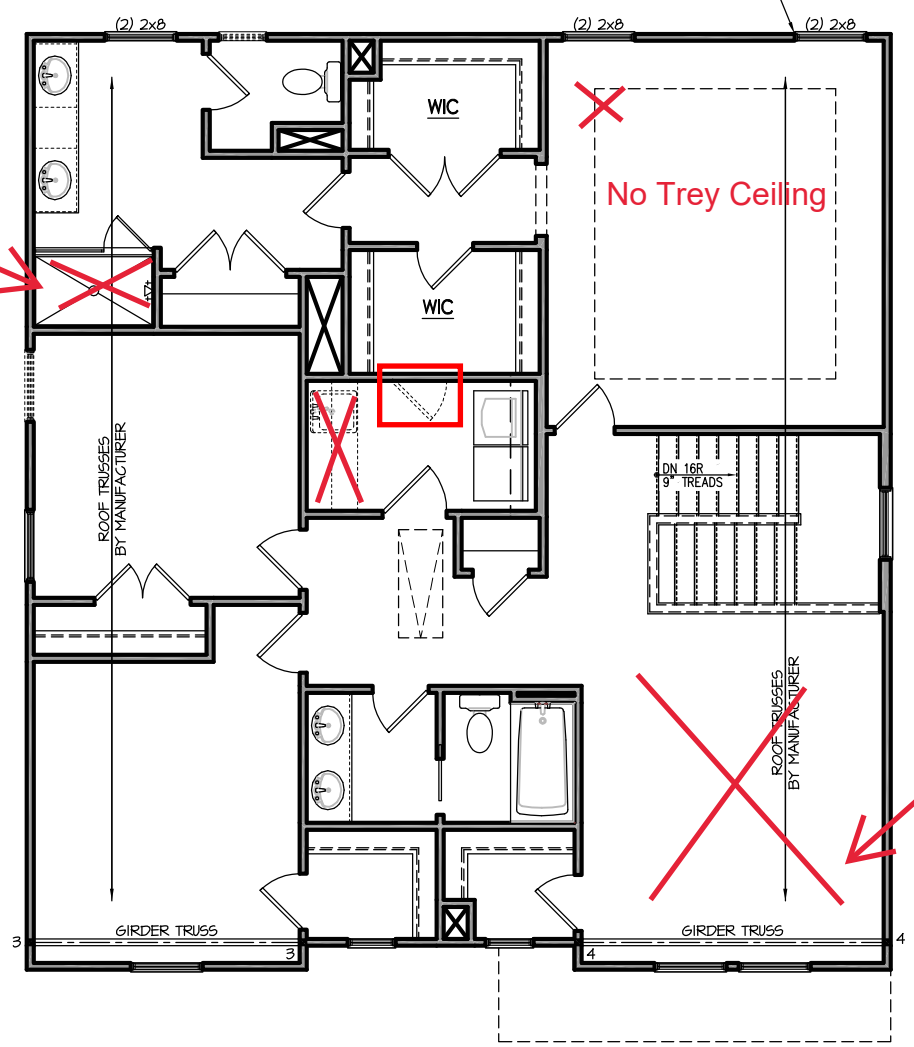 (2) 2x8
(2) 2x8
(2) 2x8
WIC
No Trey Ceiling
WIC
ROOF TRUSSES
BY MANUFACTURER
DN 16R
9" TREADS
ROOF TRUSSES
BY MANUFACTURER
GIRDER TRUSS
GIRDER TRUSS
3
3
4
4